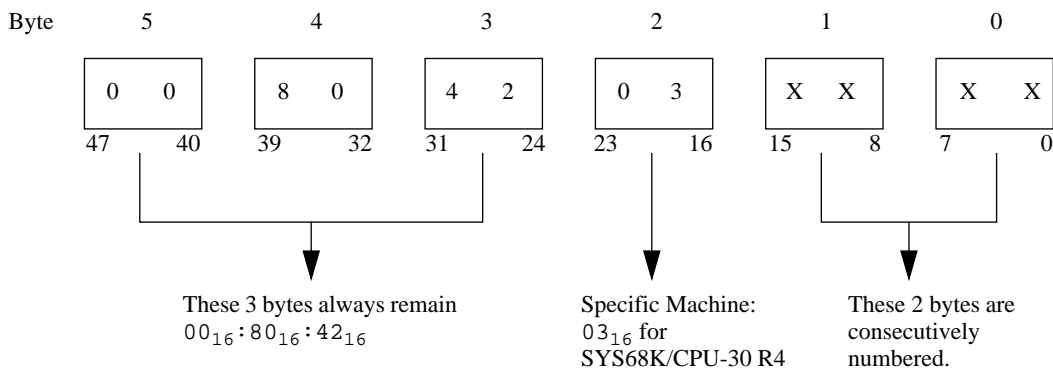 Byte 5 4 3 2 1 0
0 0 8 0 4 2 0 3 X X X X
47 40 39 32 31 24 23 16 15 8 7 0
These 3 bytes always remain
00₁₆:80₁₆:42₁₆
Specific Machine:
03₁₆ for
SYS68K/CPU-30 R4
These 2 bytes are
consecutively
numbered.